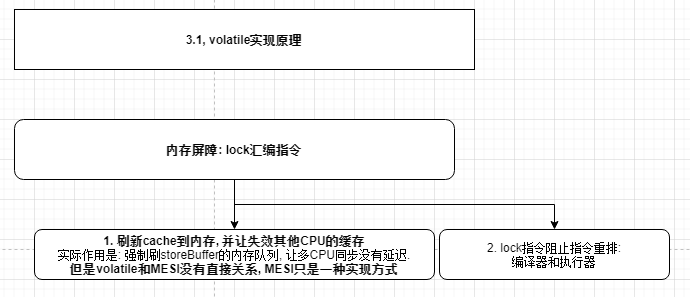 3.1, volatile实现原理
内存屏障: lock汇编指令
1. 刷新cache到内存, 并让失效其他CPU的缓存
实际作用是: 强制刷storeBuffer的内存队列, 让多CPU同步没有延迟.
但是volatile和MESI没有直接关系, MESI只是一种实现方式
2. lock指令阻止指令重排:
编译器和执行器